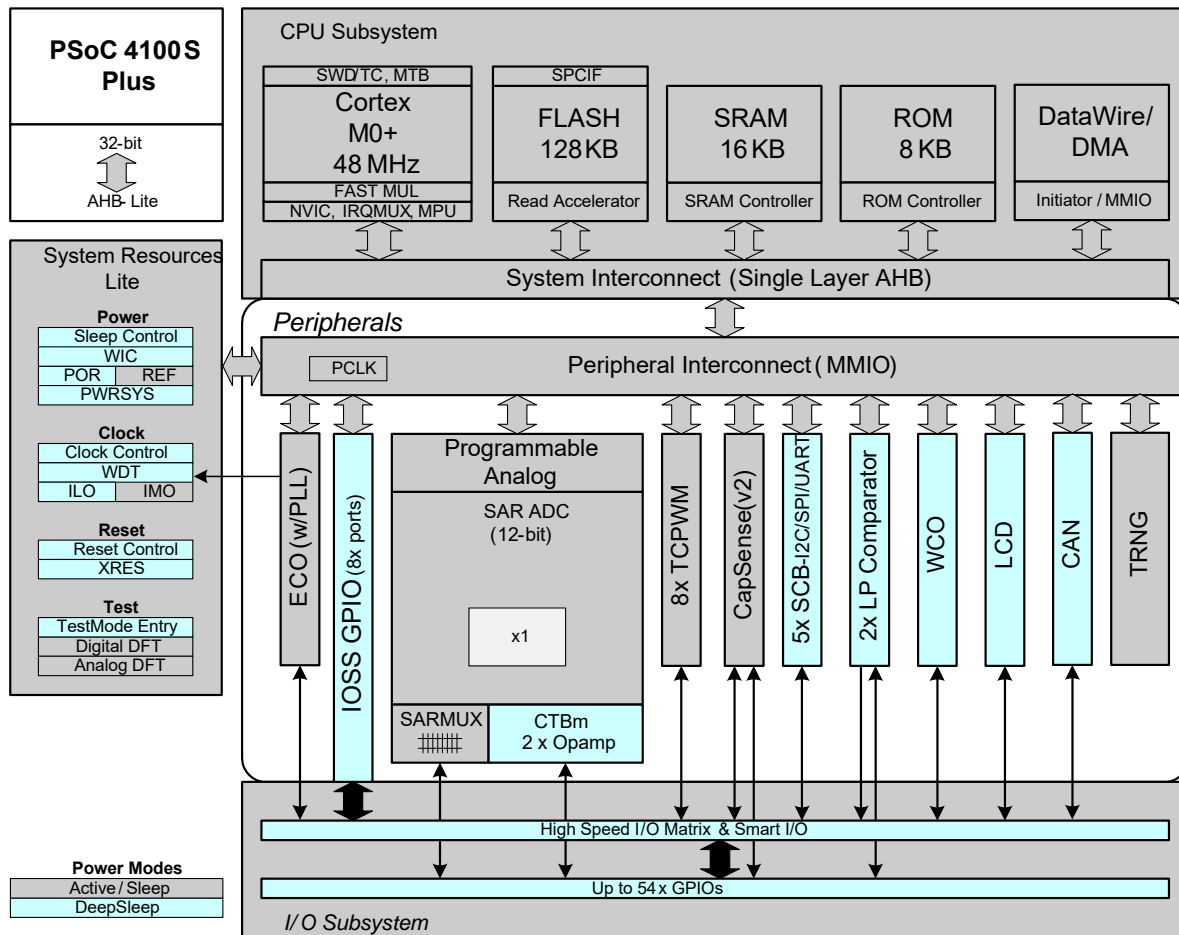 PSoC 4100S
Plus
32-bit
AHB- Lite
CPU Subsystem
SWD/TC, MTB
Cortex
M0+
48 MHz
FAST MUL
NVIC, IRQMUX, MPU
SPCIF
FLASH
128 KB
Read Accelerator
SRAM
16 KB
SRAM Controller
ROM
8 KB
ROM Controller
DataWire/
DMA
Initiator / MMIO
System Interconnect (Single Layer AHB)
System Resources
Lite
Power
Sleep Control
WIC
POR
REF
PWRSYS
Clock
Clock Control
WDT
ILO
IMO
Reset
Reset Control
XRES
Test
TestMode Entry
Digital DFT
Analog DFT
Peripherals
PCLK
Peripheral Interconnect (MMIO)
ECO (w/PLL)
IOSS GPIO (8x ports)
Programmable
Analog
SAR ADC
(12-bit)
x1
SARMUX
CTBm
2 x Opamp
8x TCPWM
CapSense(v2)
5x SCB-I2C/SPI/UART
2x LP Comparator
WCO
LCD
CAN
TRNG
High Speed I/O Matrix & Smart I/O
Up to 54x GPIOs
I/O Subsystem
Power Modes
Active / Sleep
DeepSleep